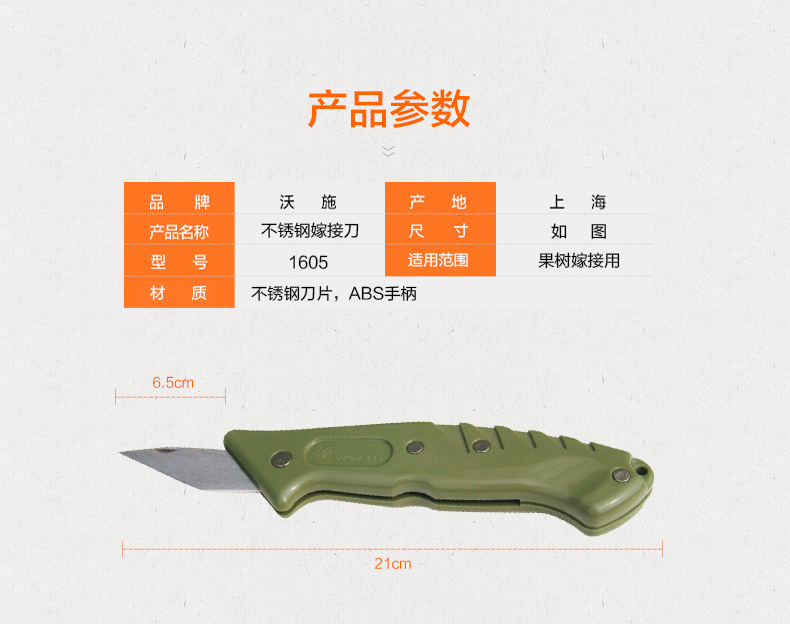 产品参数
品 牌 沃 施 产 地 上 海
产品名称 不锈钢嫁接刀 尺 寸 如 图
型 号 1605 适用范围 果树嫁接用
材 质 不锈钢刀片，ABS手柄
6.5cm
21cm